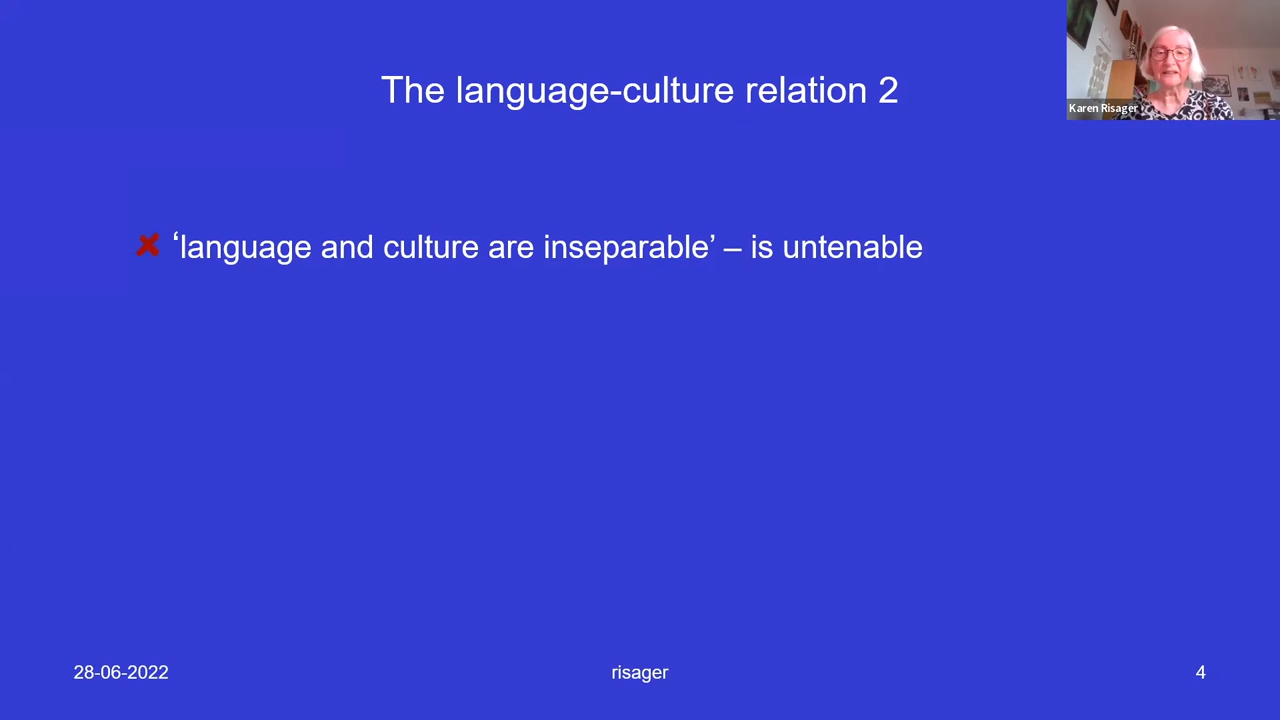 The language-culture relation 2
Karen Risager
‘language and culture are inseparable’ – is untenable
28-06-2022
risager
4